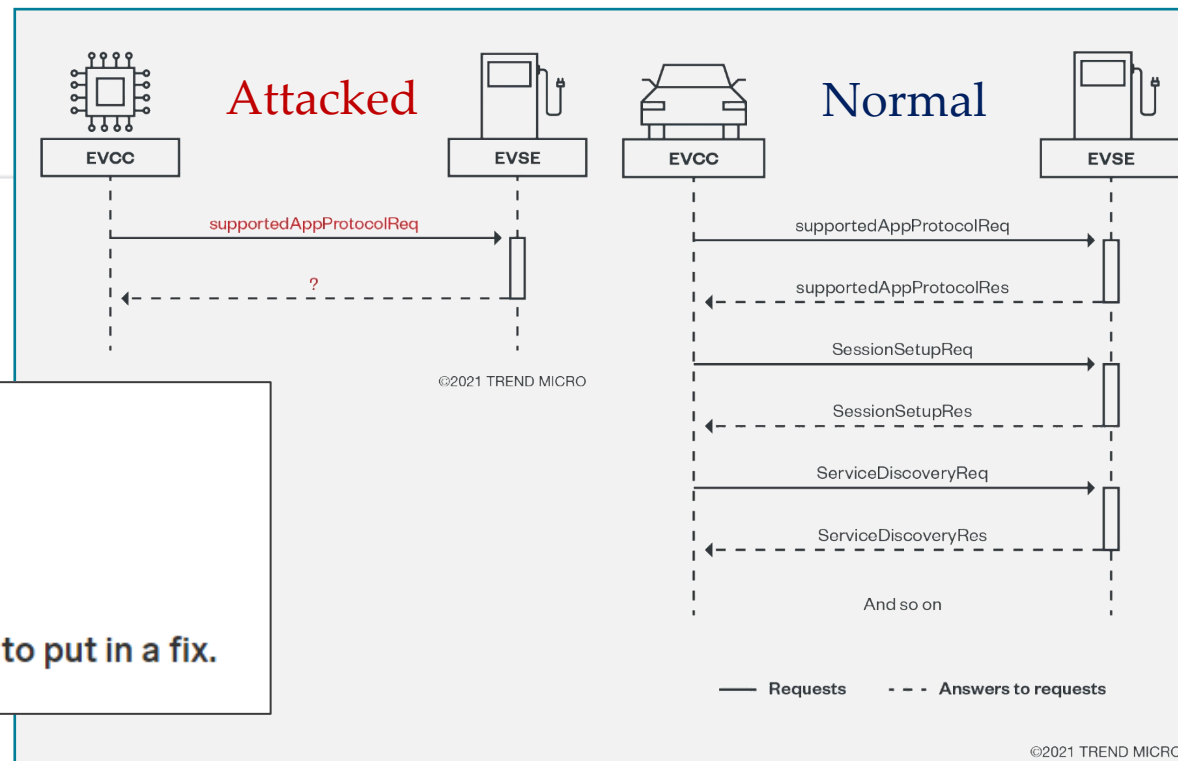 Attacked
EVCC
EVSE
supportedAppProtocolReq
?
©2021 TREND MICRO
to put in a fix.
Normal
EVCC
EVSE
supportedAppProtocolReq
supportedAppProtocolRes
SessionSetupReq
SessionSetupRes
ServiceDiscoveryReq
ServiceDiscoveryRes
And so on
Requests
Answers to requests
©2021 TREND MICRO